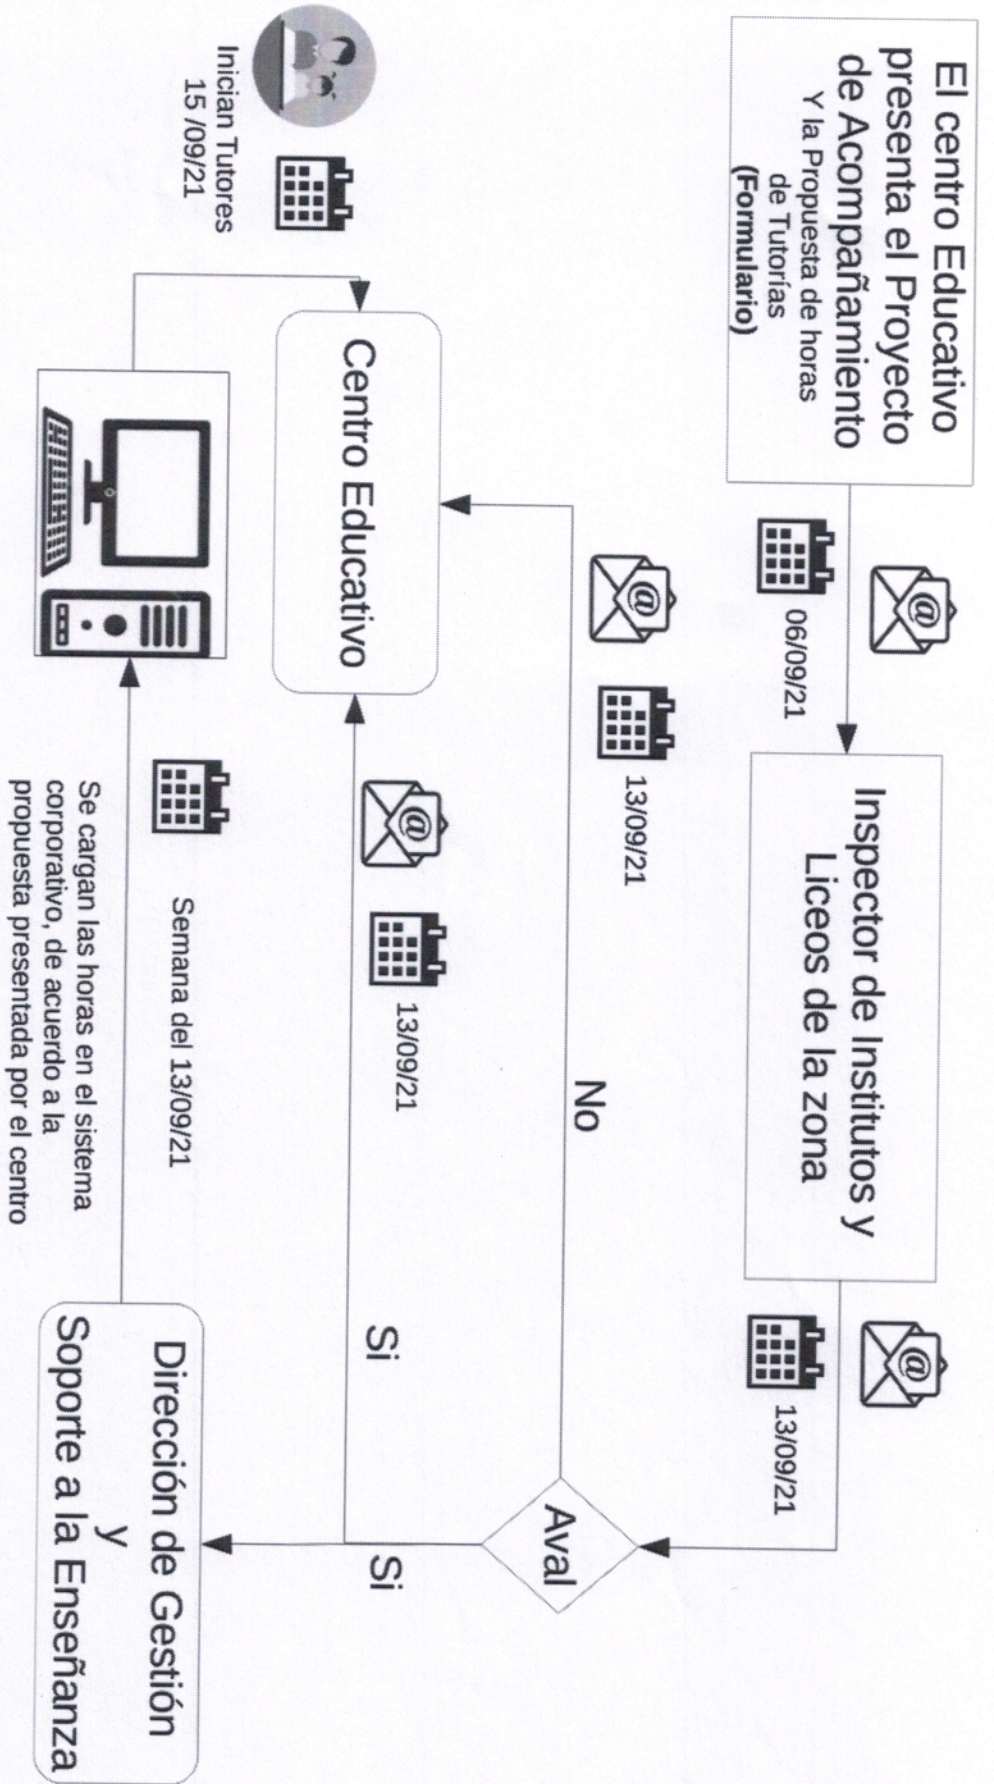 El centro Educativo
presenta el Proyecto
de Acompañamiento
Y la Propuesta de horas
de Tutorías
(Formulario)
06/09/21
Inspector de Institutos y
Liceos de la zona
13/09/21
Aval
No
13/09/21
Si
13/09/21
Centro Educativo
Si
Dirección de Gestión
y
Soporte a la Enseñanza
Semana del 13/09/21
Se cargan las horas en el sistema
corporativo, de acuerdo a la
propuesta presentada por el centro
Inician Tutores
15 /09/21